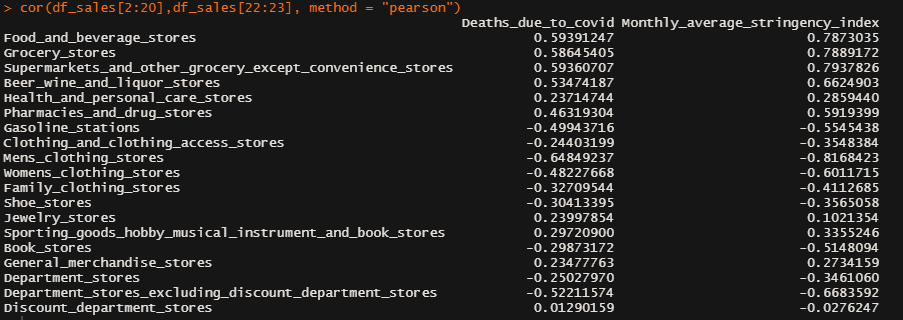 > cor(df_sales[2:20],df_sales[22:23], method = "pearson")
Deaths_due_to_covid Monthly_average_stringency_index
Food_and_beverage_stores 0.59391247 0.7873035
Grocery_stores 0.58645405 0.7889172
Supermarkets_and_other_grocery_except_convenience_stores 0.59360707 0.7937826
Beer_wine_and_liquor_stores 0.53474187 0.6624903
Health_and_personal_care_stores 0.23714744 0.2859440
Pharmacies_and_drug_stores 0.46319304 0.5919399
Gasoline_stations -0.49943716 -0.5545438
Clothing_and_clothing_access_stores -0.24403199 -0.3548384
Mens_clothing_stores -0.64849237 -0.8168423
Womens_clothing_stores -0.48227668 -0.6011715
Family_clothing_stores -0.32709544 -0.4112685
Shoe_stores -0.30413395 -0.3565058
Jewelry_stores 0.23997854 0.1021354
Sporting_goods_hobby_musical_instrument_and_book_stores 0.29720900 0.3355246
Book_stores -0.29873172 -0.5148094
General_merchandise_stores 0.23477763 0.2734159
Department_stores -0.25027970 -0.3461060
Department_stores_excluding_discount_department_stores -0.52211574 -0.6683592
Discount_department_stores 0.01290159 -0.0276247